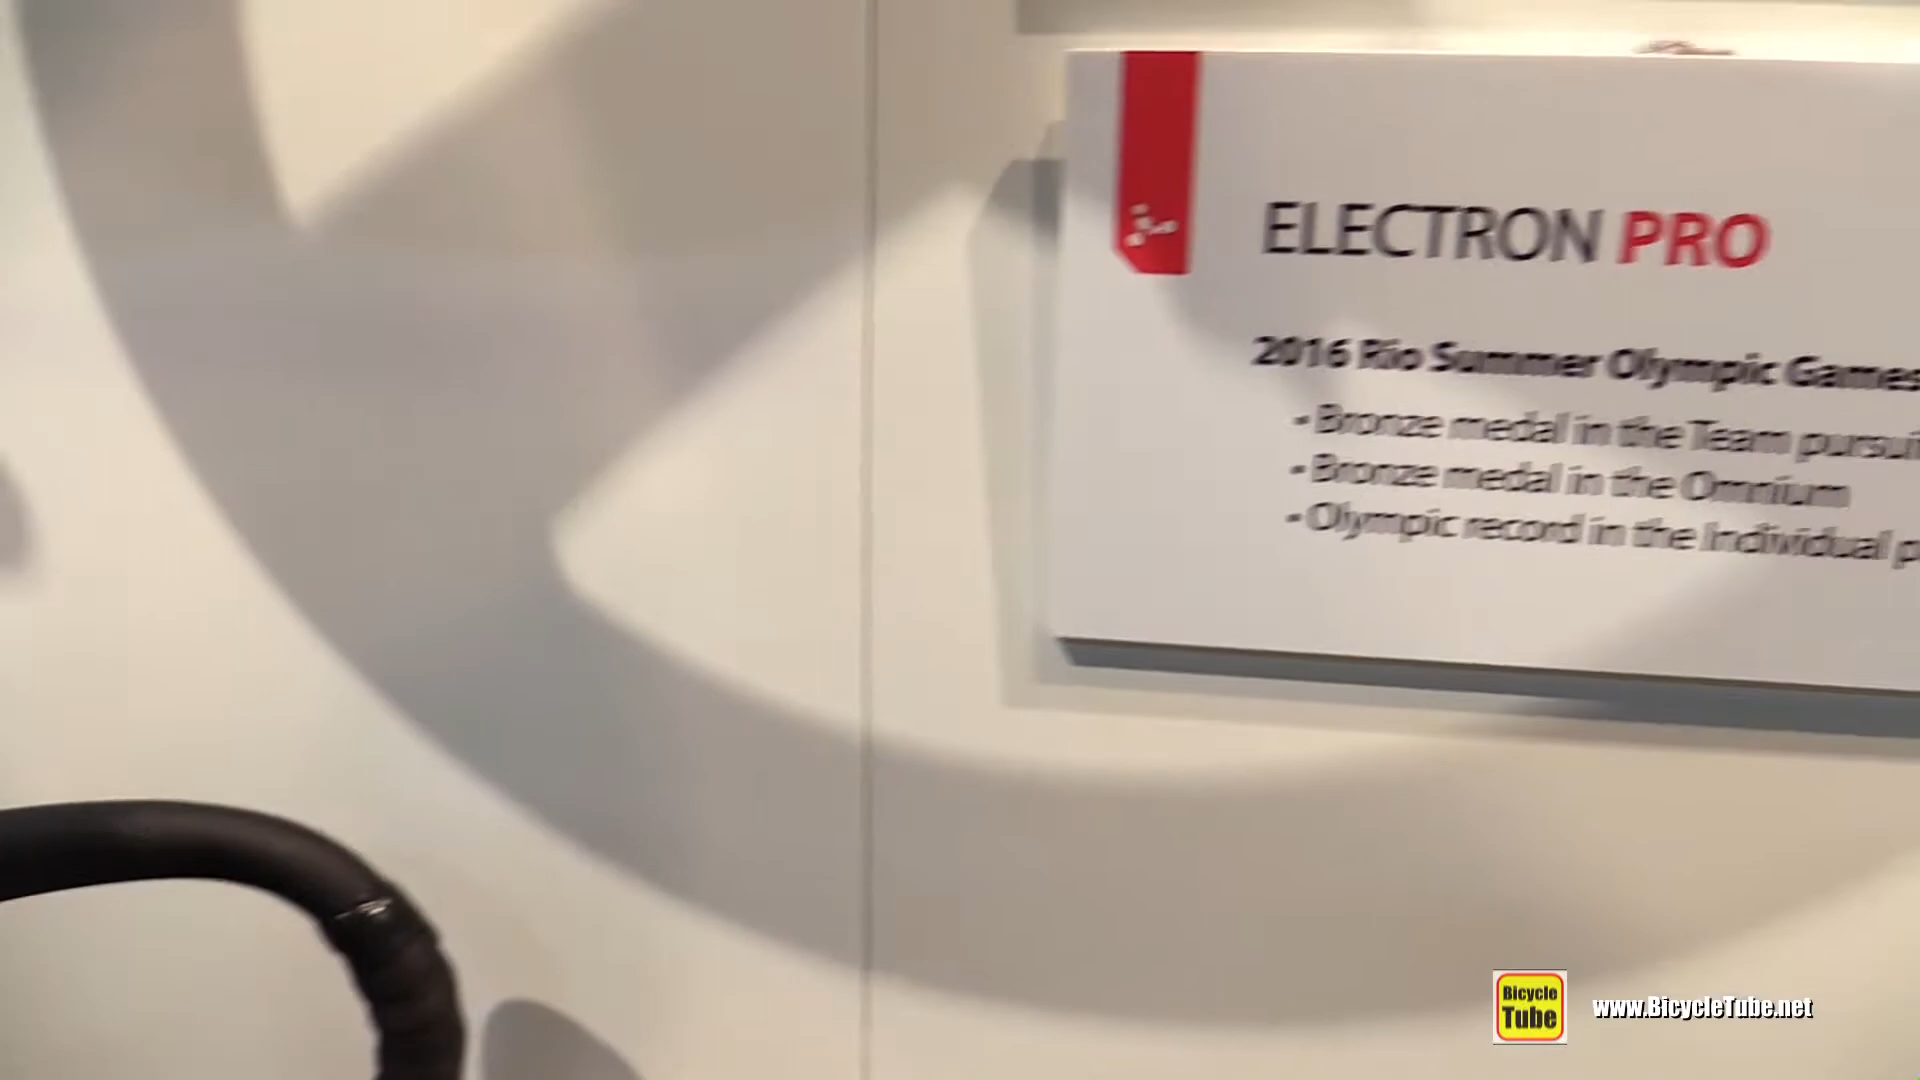 ELECTRON PRO
2016 Rio Summer Olympic Games
• Bronze medal in the Team
• Bronze medal in the Omnium
• Olympic record in the Individual
Bicycle
Tube
www.BicycleTube.net